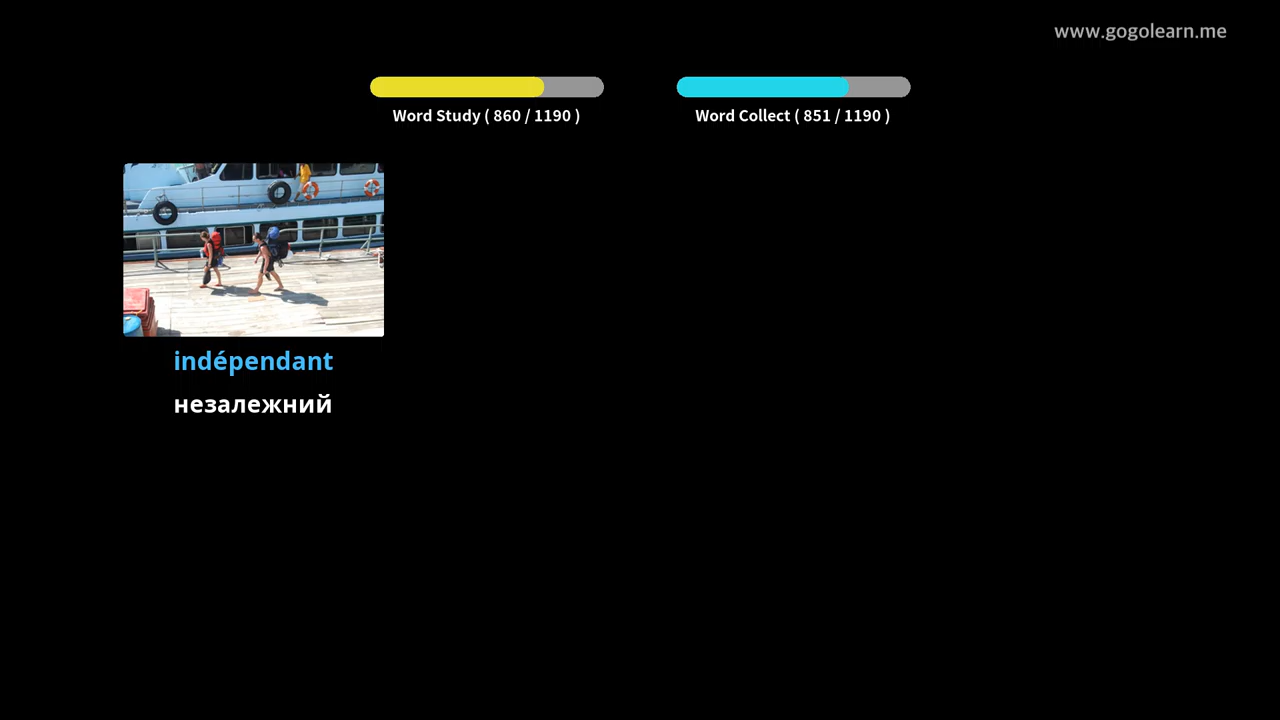 www.gogolearn.me
Word Study ( 860 / 1190 )
Word Collect ( 851 / 1190 )
indépendant
незалежний